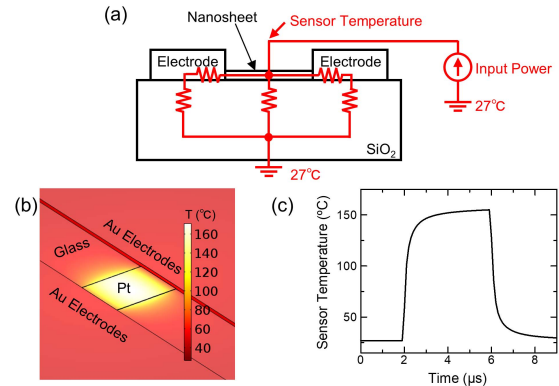 (a)
Nanosheet
Sensor Temperature
Electrode
Electrode
Input Power
27°C
SiO₂
27°C
(b)
T (°C)
160
140
120
100
80
60
40
Au Electrodes
Glass
Pt
Au Electrodes
(c)
Sensor Temperature (°C)
150
100
50
0
2
4
6
8
Time (µs)